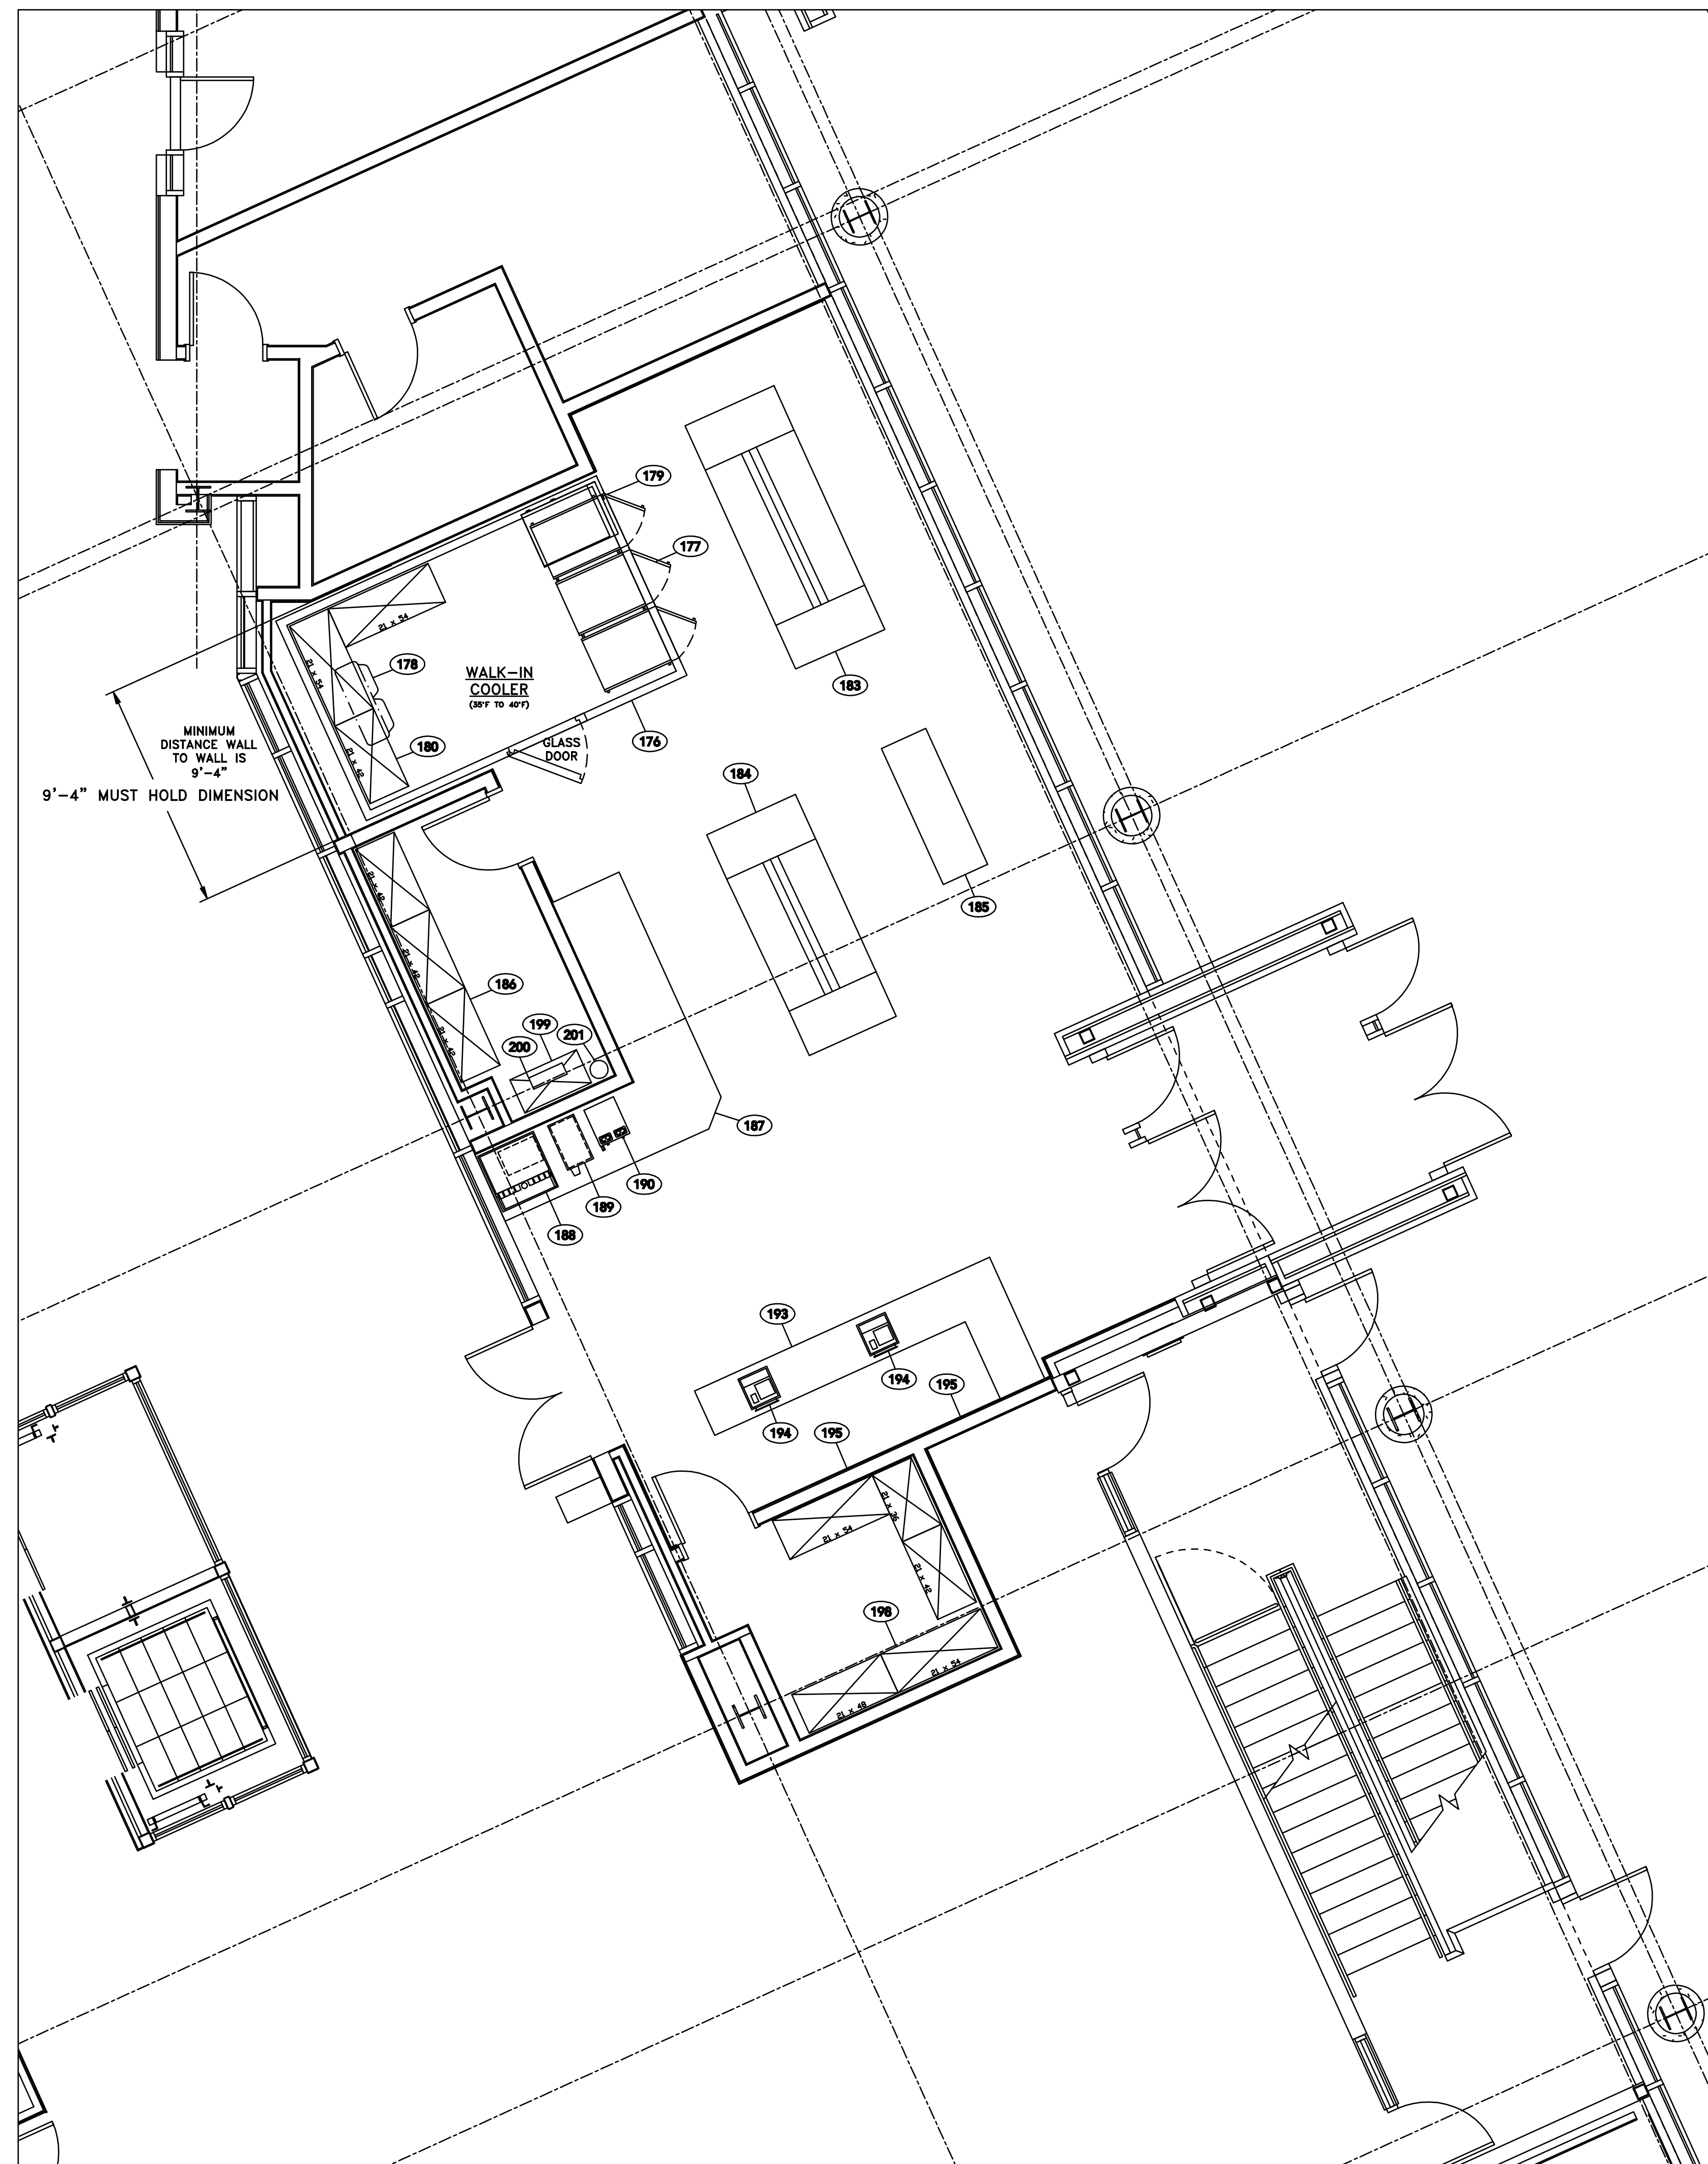 179
177
21 x 54
178
21 x 54
WALK-IN
COOLER
(35°F TO 40°F)
183
MINIMUM
DISTANCE WALL
TO WALL IS
9'-4"
9'-4" MUST HOLD DIMENSION
180
GLASS
DOOR
176
21 x 42
184
185
21 x 42
21 x 42
186
21 x 42
199
200
201
187
190
189
188
193
194
195
194
195
21 x 54
21 x 36
21 x 42
198
21 x 54
21 x 48